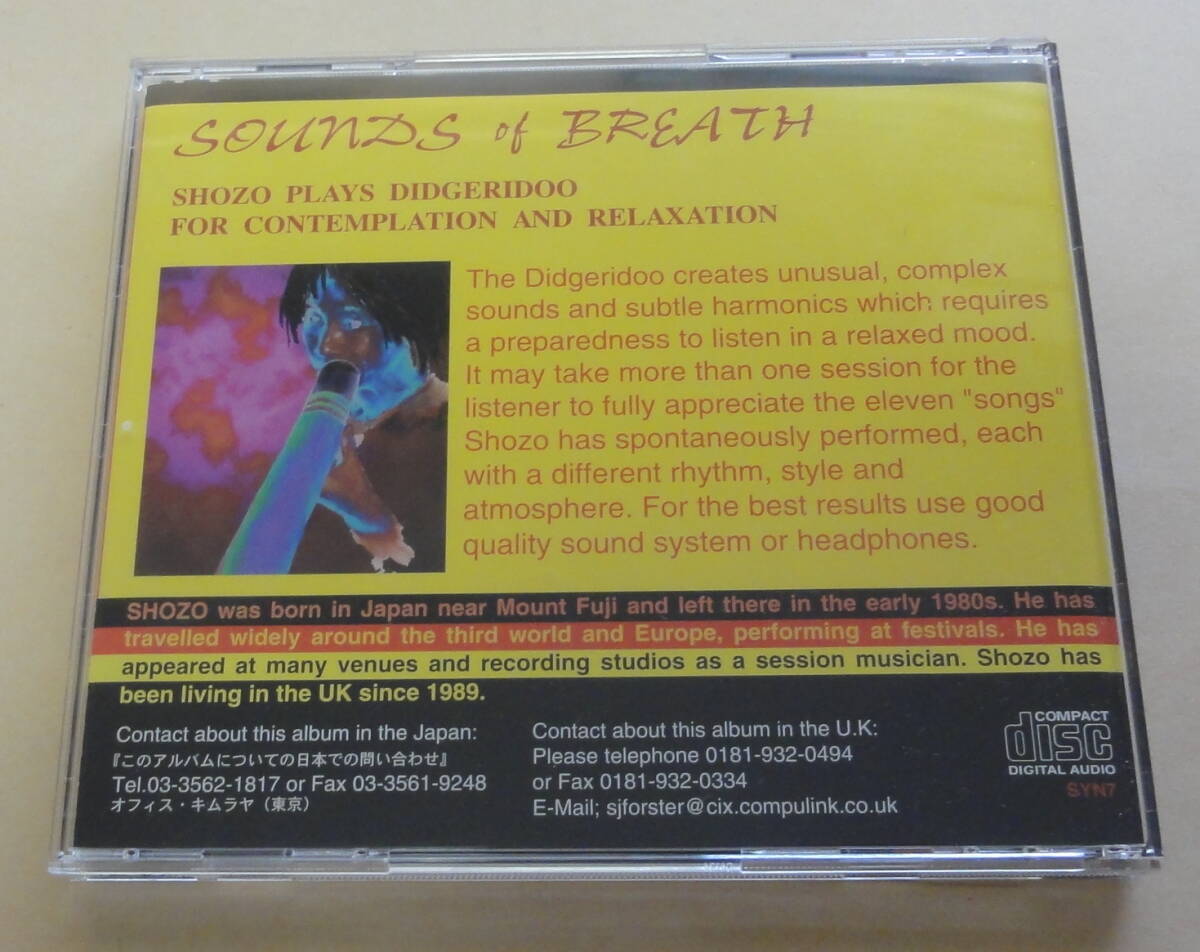 SOUNDS of BREATH
SHOZO PLAYS DIDGERIDOO
FOR CONTEMPLATION AND RELAXATION
The Didgeridoo creates unusual, complex
sounds and subtle harmonics which requires
a preparedness to listen in a relaxed mood.
It may take more than one session for the
listener to fully appreciate the eleven "songs"
Shozo has spontaneously performed, each
with a different rhythm, style and
atmosphere. For the best results use good
quality sound system or headphones.
SHOZO was born in Japan near Mount Fuji and left there in the early 1980s. He has
travelled widely around the third world and Europe, performing at festivals. He has
appeared at many venues and recording studios as a session musician. Shozo has
been living in the UK since 1989.
Contact about this album in the Japan:
『このアルバムについての日本での問い合わせ』
Tel.03-3562-1817 or Fax 03-3561-9248
オフィス・キムラヤ（東京）
Contact about this album in the U.K:
Please telephone 0181-932-0494
or Fax 0181-932-0334
E-Mail; sjforster@cix.compulink.co.uk
COMPACT
disc
DIGITAL AUDIO
SYN7